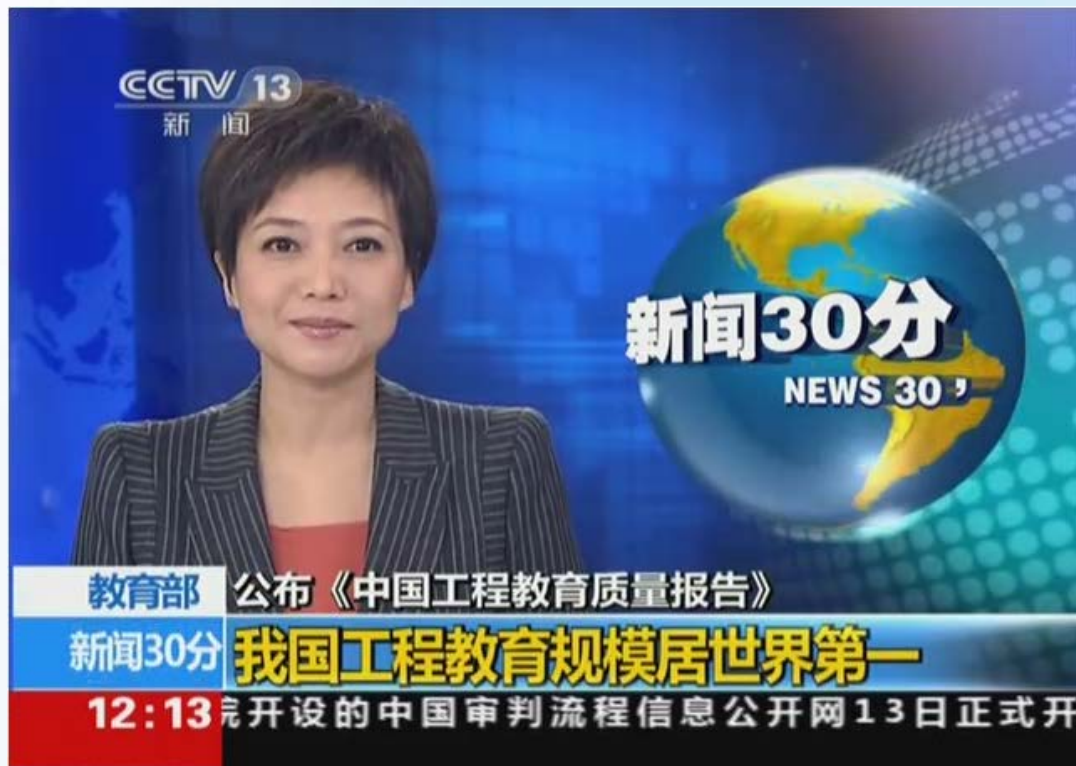 CCTV 13
新 闻
新闻30分
NEWS 30'
教育部
公布《中国工程教育质量报告》
新闻30分
我国工程教育规模居世界第一
12:13
院开设的中国审判流程信息公开网13日正式开